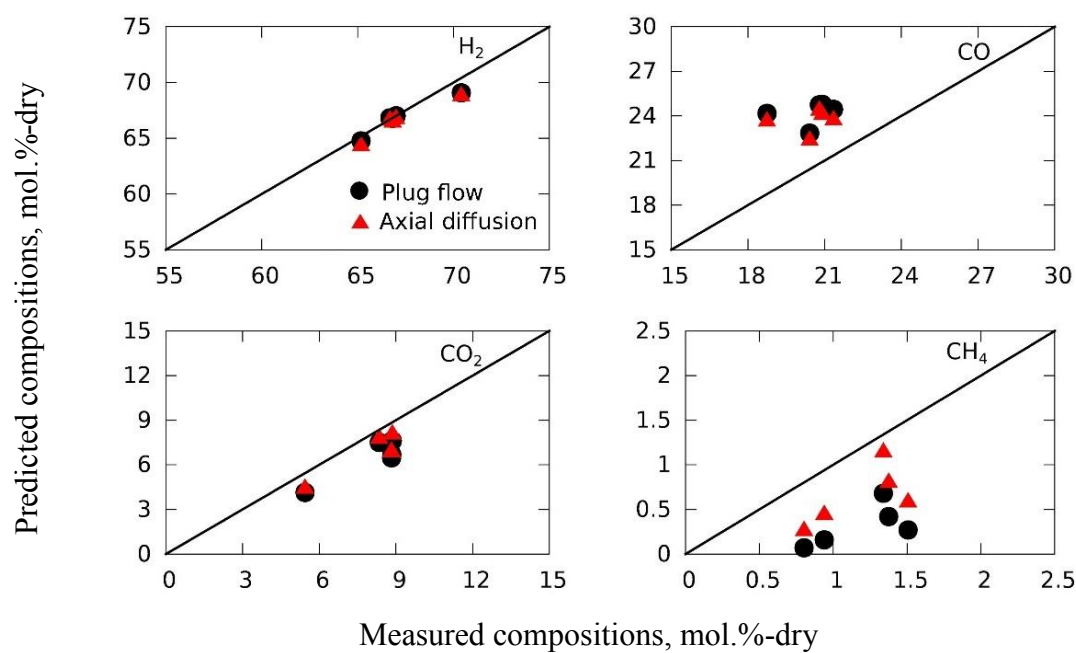 Predicted compositions, mol.%-dry
75
70
65
60
55
55 60 65 70 75
H₂
Plug flow
Axial diffusion
30
27
24
21
18
15
15 18 21 24 27 30
CO
15
12
9
6
3
0
0 3 6 9 12 15
CO₂
2.5
2
1.5
1
0.5
0
0 0.5 1 1.5 2 2.5
CH₄
Measured compositions, mol.%-dry